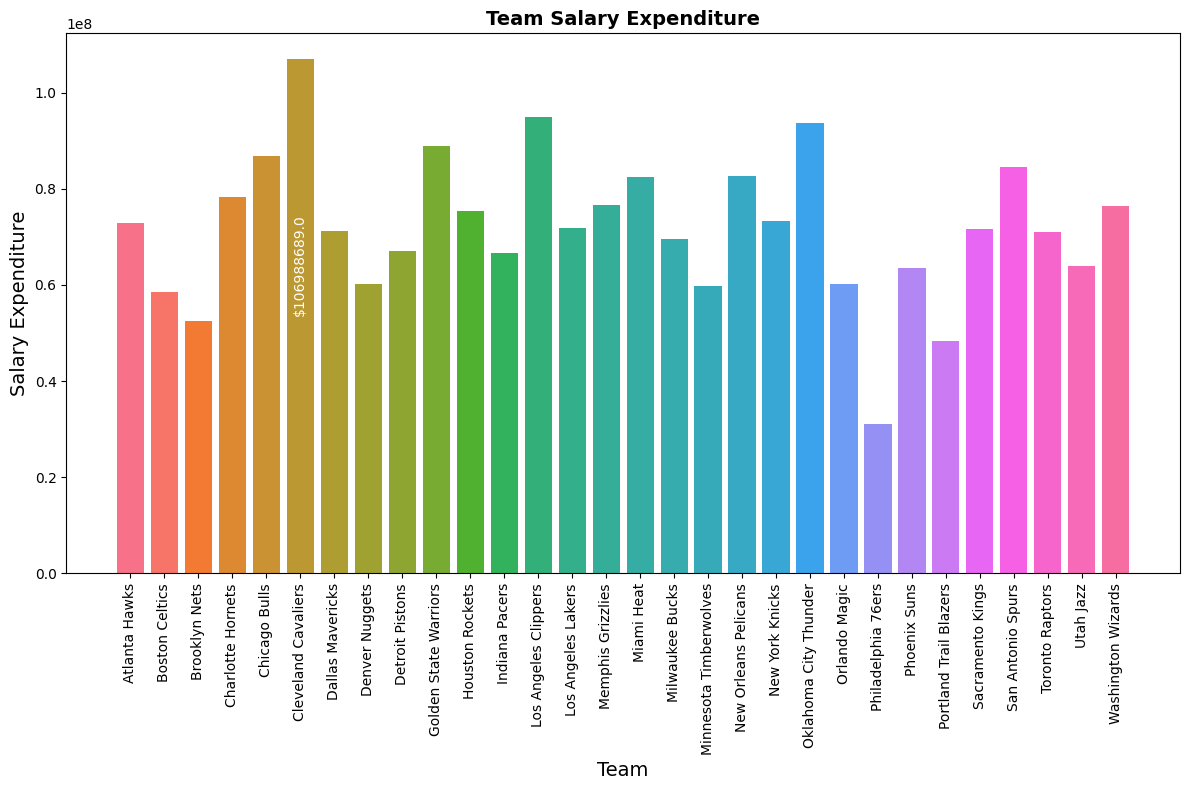 Team Salary Expenditure
1e8
1.0
0.8
0.6
0.4
0.2
0.0
Salary Expenditure
$106988689.0
Atlanta Hawks
Boston Celtics
Brooklyn Nets
Charlotte Hornets
Chicago Bulls
Cleveland Cavaliers
Dallas Mavericks
Denver Nuggets
Detroit Pistons
Golden State Warriors
Houston Rockets
Indiana Pacers
Los Angeles Clippers
Los Angeles Lakers
Memphis Grizzlies
Miami Heat
Milwaukee Bucks
Minnesota Timberwolves
New Orleans Pelicans
New York Knicks
Oklahoma City Thunder
Orlando Magic
Philadelphia 76ers
Phoenix Suns
Portland Trail Blazers
Sacramento Kings
San Antonio Spurs
Toronto Raptors
Utah Jazz
Washington Wizards
Team